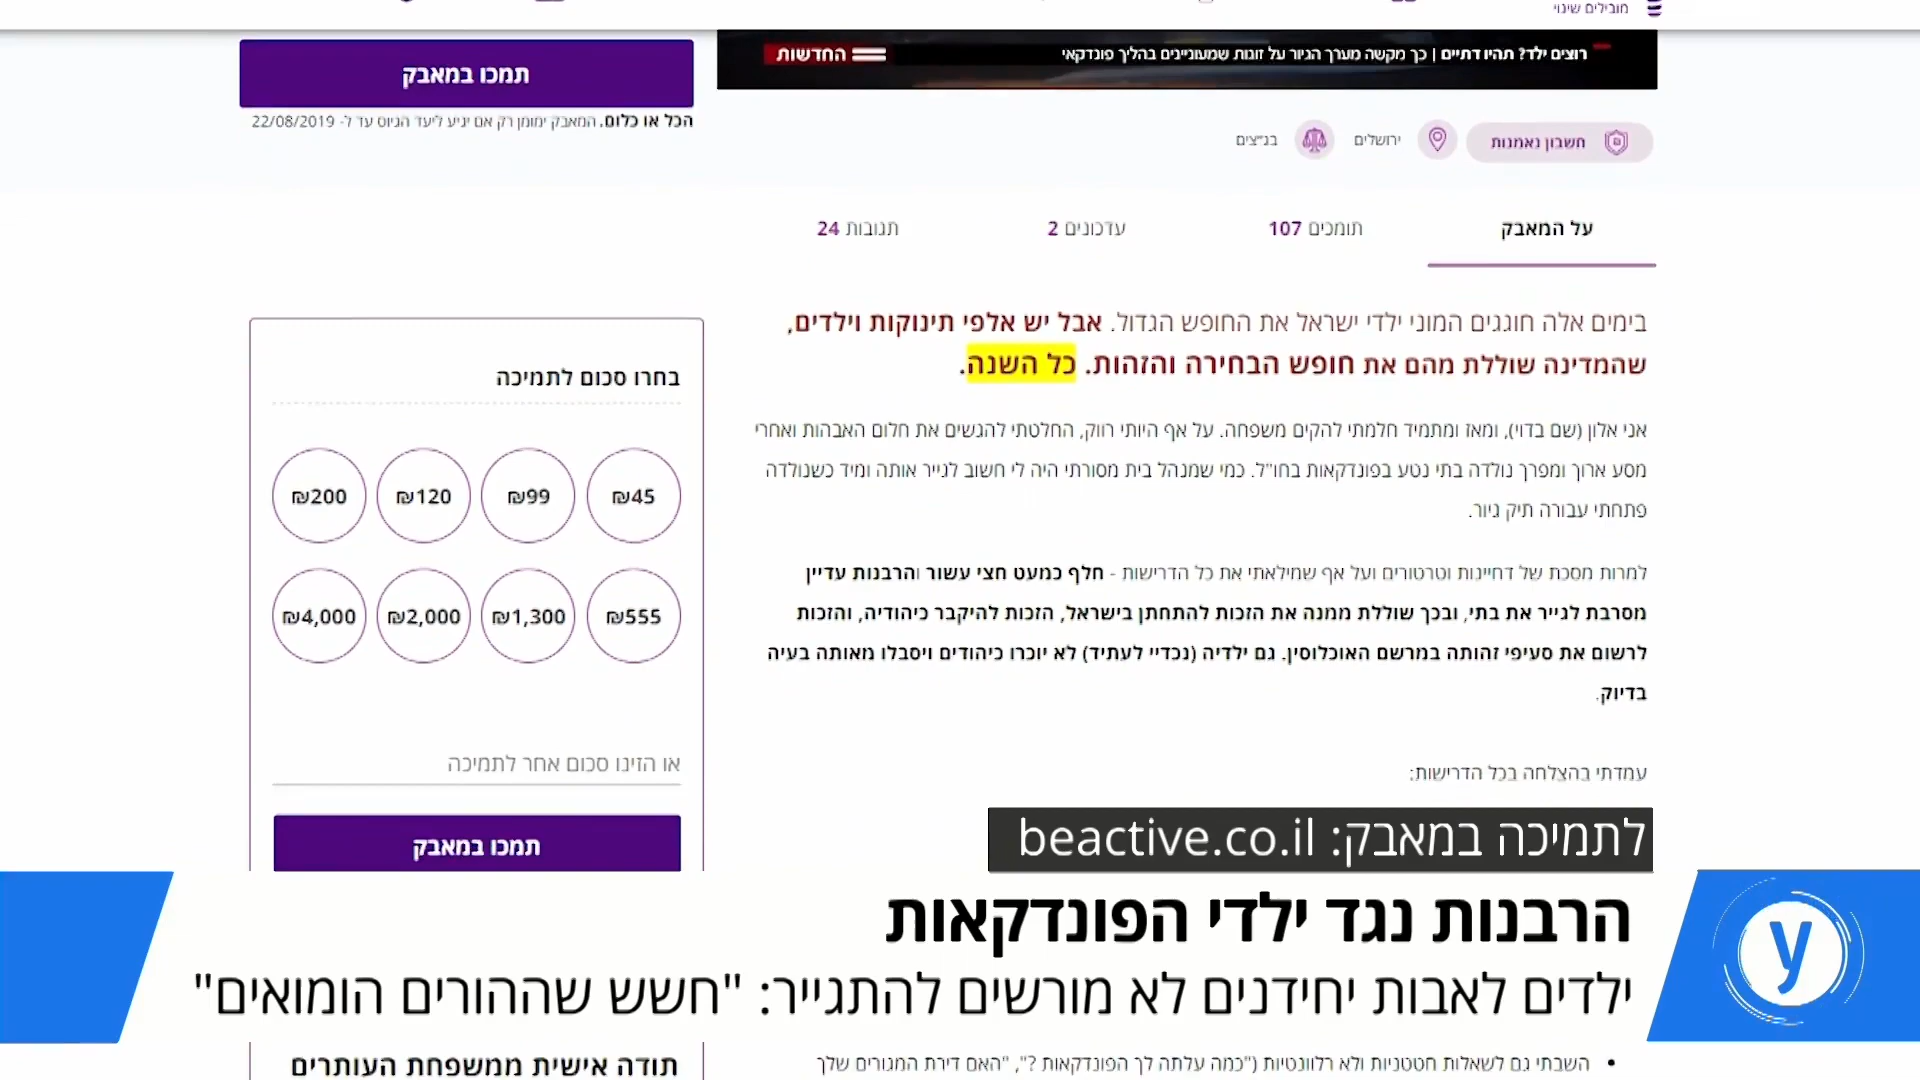 מובילים שינוי
רוצים ילד? תהיו דתיים | כך מקשה מערך הגיור על זוגות שמעוניינים בהליך פונדקאי
החדשות
תמכו במאבק
הכל או כלום. המאבק ימומן רק אם יגיע ליעד הגיוס עד ל- 22/08/2019
חשבון נאמנות
ירושלים
בג״צים
על המאבק
תומכים 107
עדכונים 2
תגובות 24
בימים אלה חוגגים המוני ילדי ישראל את החופש הגדול. אבל יש אלפי תינוקות וילדים,
שהמדינה שוללת מהם את חופש הבחירה והזהות. כל השנה.
אני אלון (שם בדוי), ומאז ומתמיד חלמתי להקים משפחה. על אף היותי רווק, החלטתי להגשים את חלום האבהות ואחרי
מסע ארוך ומפרך נולדה בתי נטע בפונדקאות בחו"ל. כמי שמנהל בית מסורתי היה לי חשוב לגייר אותה ומיד כשנולדה
פתחתי עבורה תיק גיור.
למרות מסכת של דחיינות וטרטורים ועל אף שמילאתי את כל הדרישות - חלף כמעט חצי עשור והרבנות עדיין
מסרבת לגייר את בתי, ובכך שוללת ממנה את הזכות להתחתן בישראל, הזכות להיקבר כיהודיה, והזכות
לרשום את סעיפי זהותה במרשם האוכלוסין. גם ילדיה (נכדיי לעתיד) לא יוכרו כיהודים ויסבלו מאותה בעיה
בדיוק.
עמדתי בהצלחה בכל הדרישות:
בחרו סכום לתמיכה
₪45
₪99
₪120
₪200
₪555
₪1,300
₪2,000
₪4,000
או הזינו סכום אחר לתמיכה
תמכו במאבק
לתמיכה במאבק: beactive.co.il
הרבנות נגד ילדי הפונדקאות
ילדים לאבות יחידנים לא מורשים להתגייר: "חשש שההורים הומואים"
y
• השבתי גם לשאלות חטטניות ולא רלוונטיות ("כמה עלתה לך הפונדקאות ?", "האם דירת המגורים שלך
תודה אישית ממשפחת העותרים